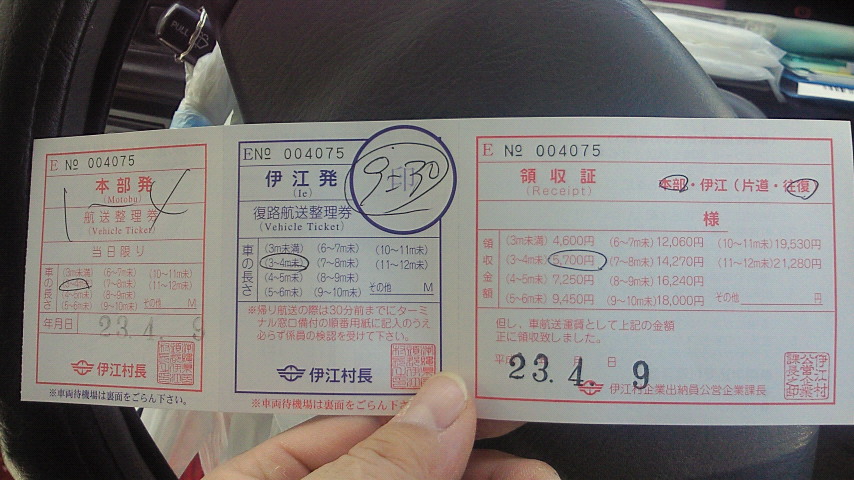 PULL
E № 004075
本部発
(Motobu)
航送整理券
(Vehicle Ticket)
当日限り
車の長さ
(3m未満) (6〜7m未) (10〜11m未)
(3〜4m未) (7〜8m未) (11〜12m未)
(4〜5m未) (8〜9m未)
(5〜6m未) (9〜10m未) その他 M
年月日 23.4.9
伊江村長
※車両待機場は裏面をごらん下さい。
E № 004075
伊江発
(Ie)
印
9:30
復路航送整理券
(Vehicle Ticket)
車の長さ
(3m未満) (6〜7m未) (10〜11m未)
(3〜4m未) (7〜8m未) (11〜12m未)
(4〜5m未) (8〜9m未)
(5〜6m未) (9〜10m未) その他 M
※帰り航送の際は30分前までにターミ
ナル窓口備付の順番用紙に記入のうえ
必らず係員の検認を受けて下さい。
伊江村長
※車両待機場は裏面をごらん下さい。
E № 004075
領収証
(Receipt)
本部・伊江(片道・往復)
様
領収金額
(3m未満) 4,600円 (6〜7m未) 12,060円 (10〜11m未) 19,530円
(3〜4m未) 5,700円 (7〜8m未) 14,270円 (11〜12m未) 21,280円
(4〜5m未) 7,250円 (8〜9m未) 16,240円
(5〜6m未) 9,450円 (9〜10m未) 18,000円 その他 円
但し、車航送運賃として上記の金額
正に領収致しました。
平 23.4.9 日
伊江村企業出納員公営企業課長
伊江村公営企業課長之印